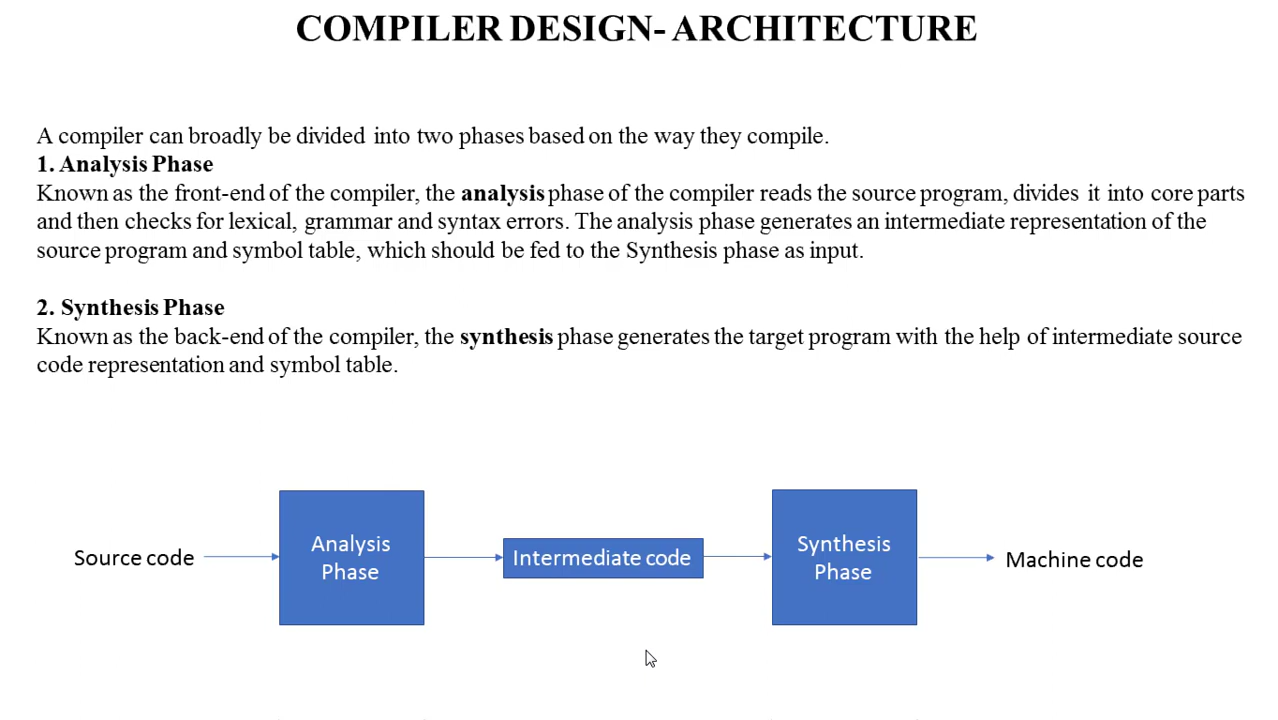 COMPILER DESIGN- ARCHITECTURE
A compiler can broadly be divided into two phases based on the way they compile.
1. Analysis Phase
Known as the front-end of the compiler, the analysis phase of the compiler reads the source program, divides it into core parts
and then checks for lexical, grammar and syntax errors. The analysis phase generates an intermediate representation of the
source program and symbol table, which should be fed to the Synthesis phase as input.
2. Synthesis Phase
Known as the back-end of the compiler, the synthesis phase generates the target program with the help of intermediate source
code representation and symbol table.
Source code
Analysis
Phase
Intermediate code
Synthesis
Phase
Machine code